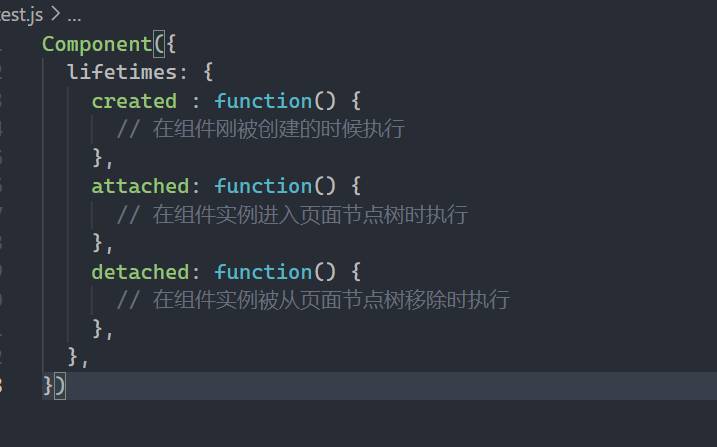 test.js > ...
Component({
lifetimes: {
created : function() {
// 在组件刚被创建的时候执行
},
attached: function() {
// 在组件实例进入页面节点树时执行
},
detached: function() {
// 在组件实例被从页面节点树移除时执行
},
},
})